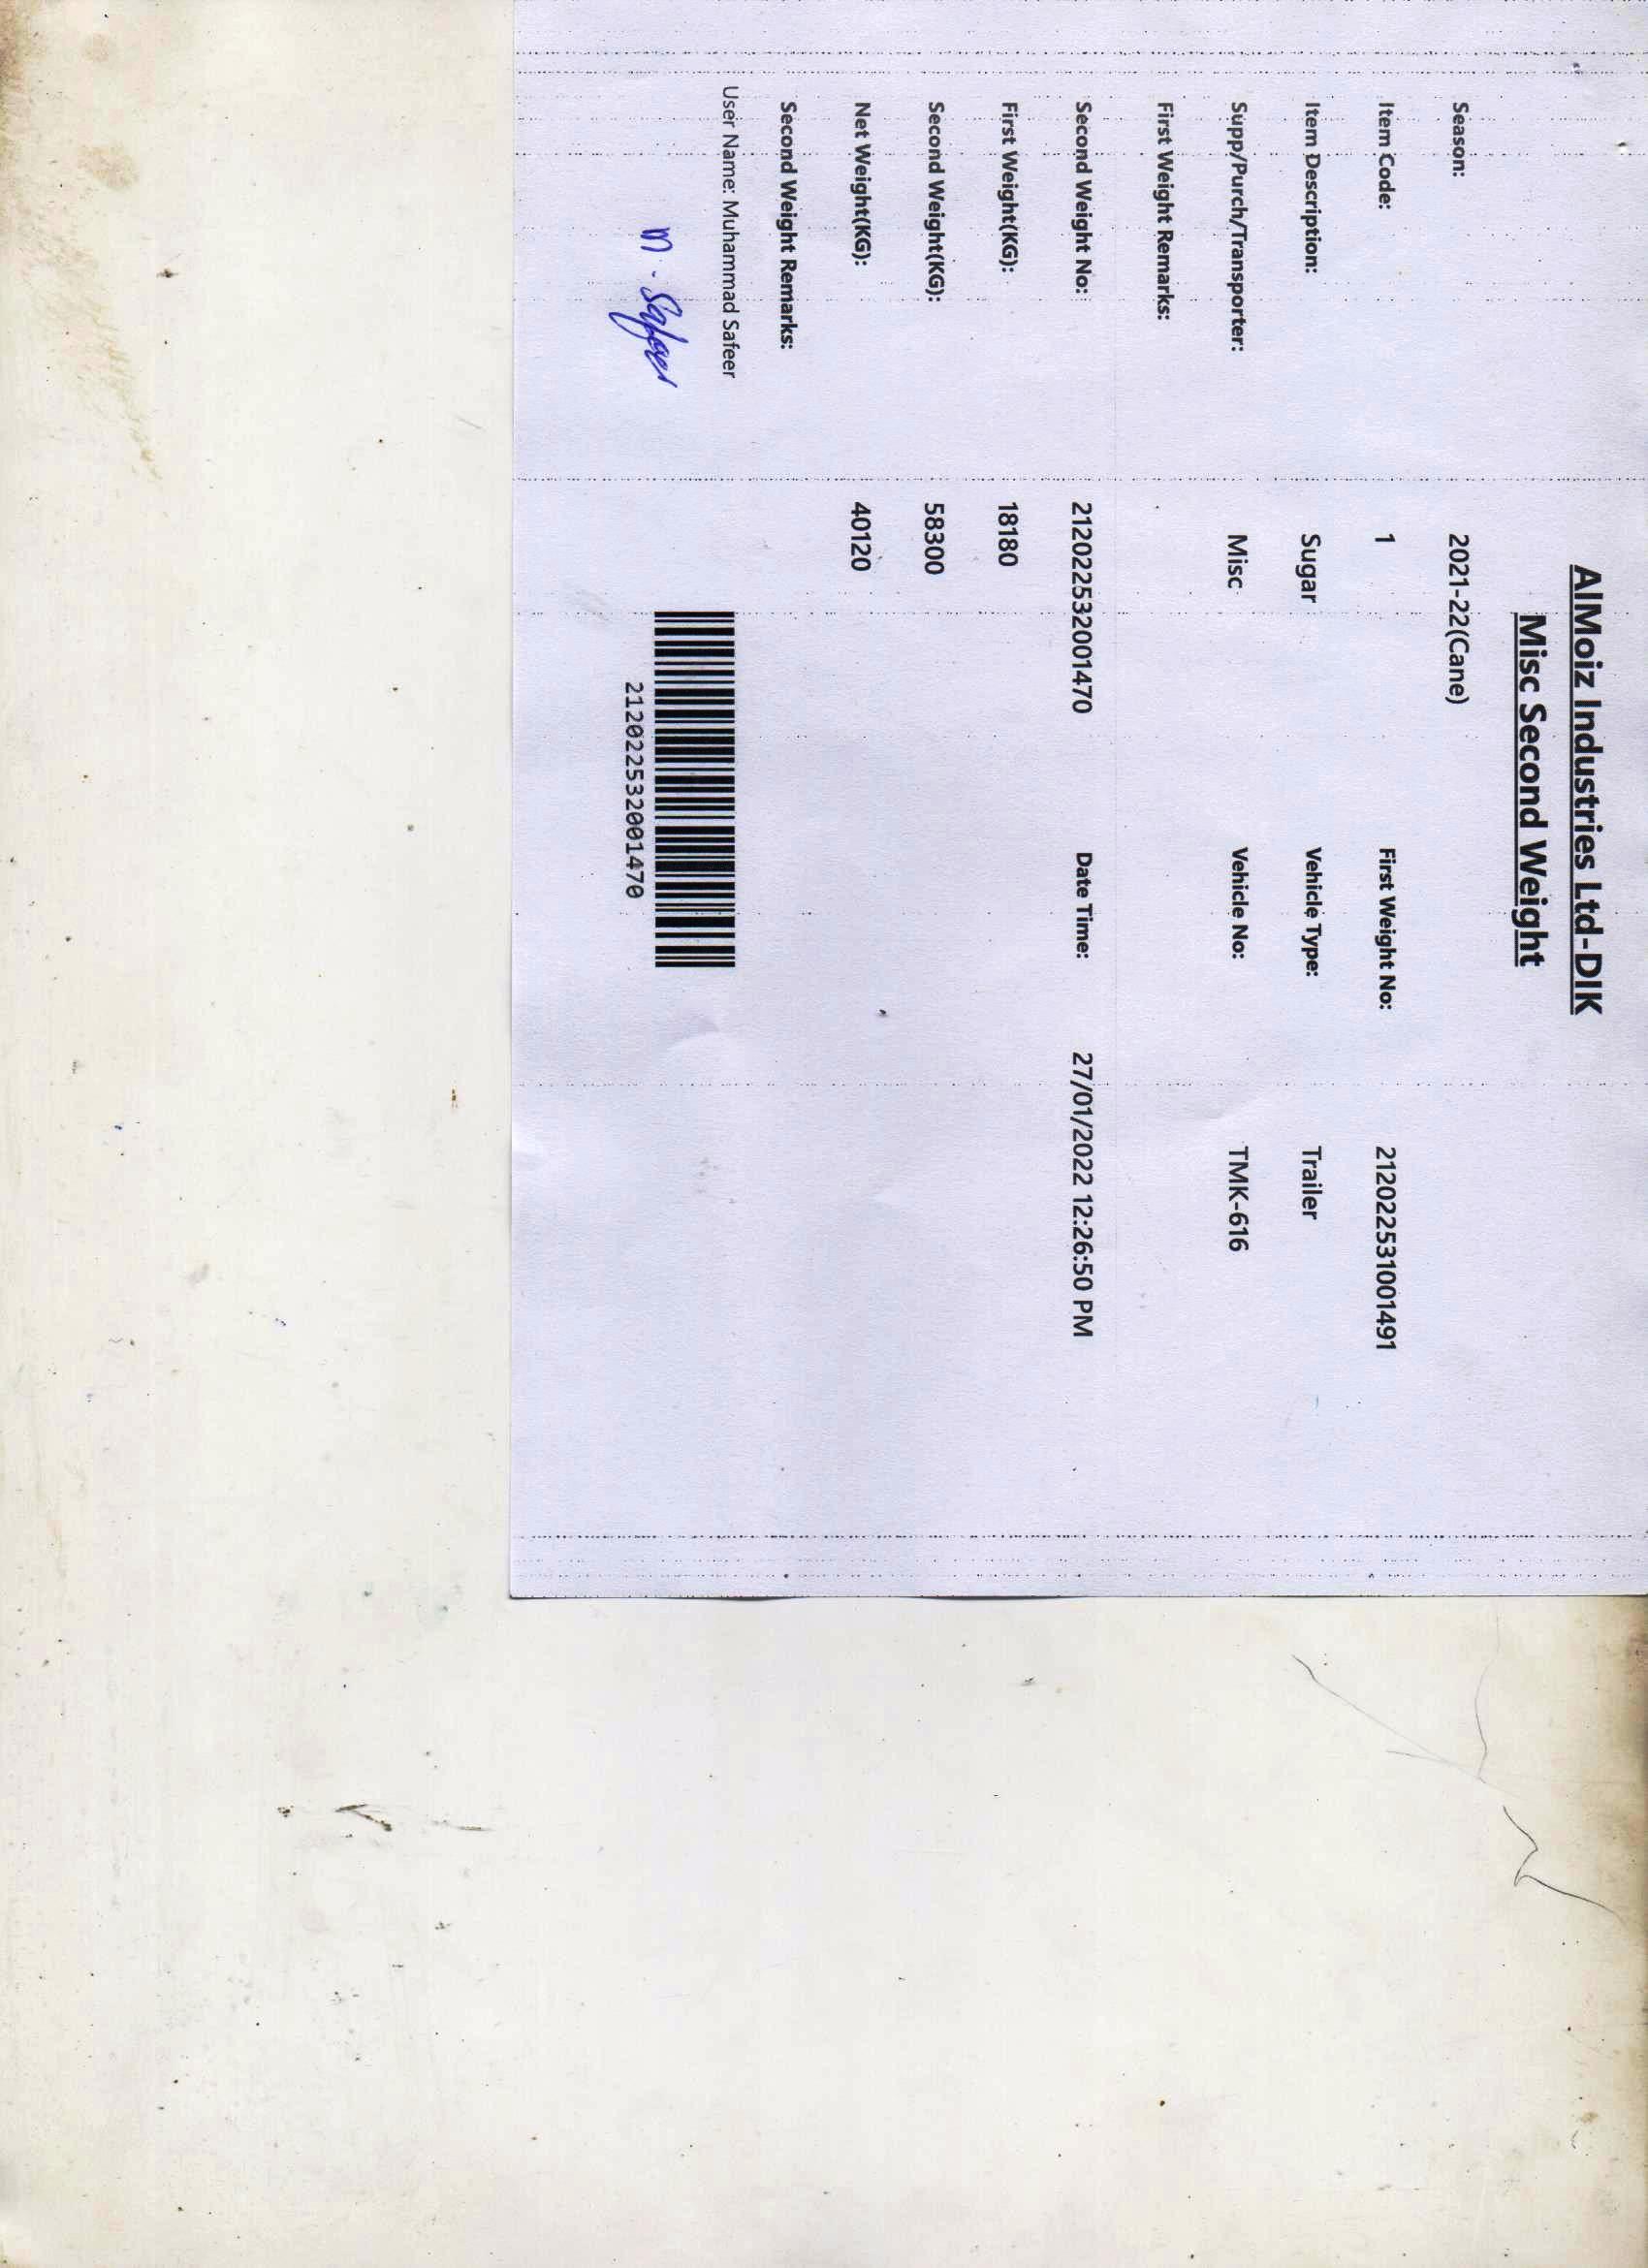 AlMoiz Industries Ltd-DIK
Misc Second Weight
Season: 2021-22(Cane)
Item Code: 1 First Weight No: 212022531001491
Item Description: Sugar Vehicle Type: Trailer
Supp/Purch/Transporter: Misc Vehicle No: TMK-616
First Weight Remarks:
Second Weight No: 212022532001470 Date Time: 27/01/2022 12:26:50 PM
First Weight(KG): 18180
Second Weight(KG): 58300
Net Weight(KG): 40120
Second Weight Remarks:
User Name: Muhammad Safeer
M. Safeer
212022532001470